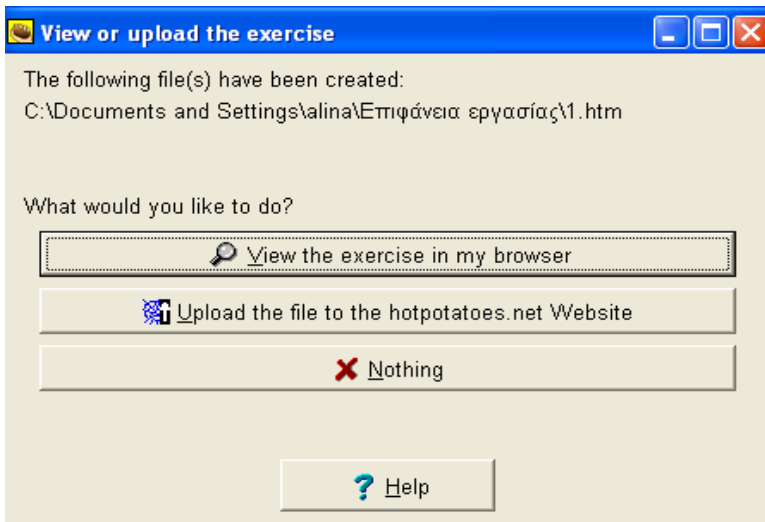 View or upload the exercise
The following file(s) have been created:
C:\Documents and Settings\alina\Επιφάνεια εργασίας\1.htm
What would you like to do?
View the exercise in my browser
Upload the file to the hotpotatoes.net Website
Nothing
? Help